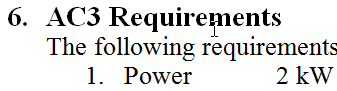 6. AC3 Requirements
The following requirements
1. Power 2 kW